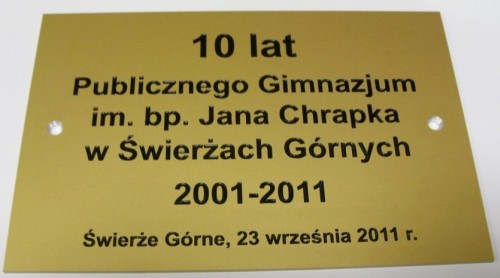 10 lat
Publicznego Gimnazjum
im. bp. Jana Chrapka
w Świerżach Górnych
2001-2011
Świerże Górne, 23 września 2011 r.